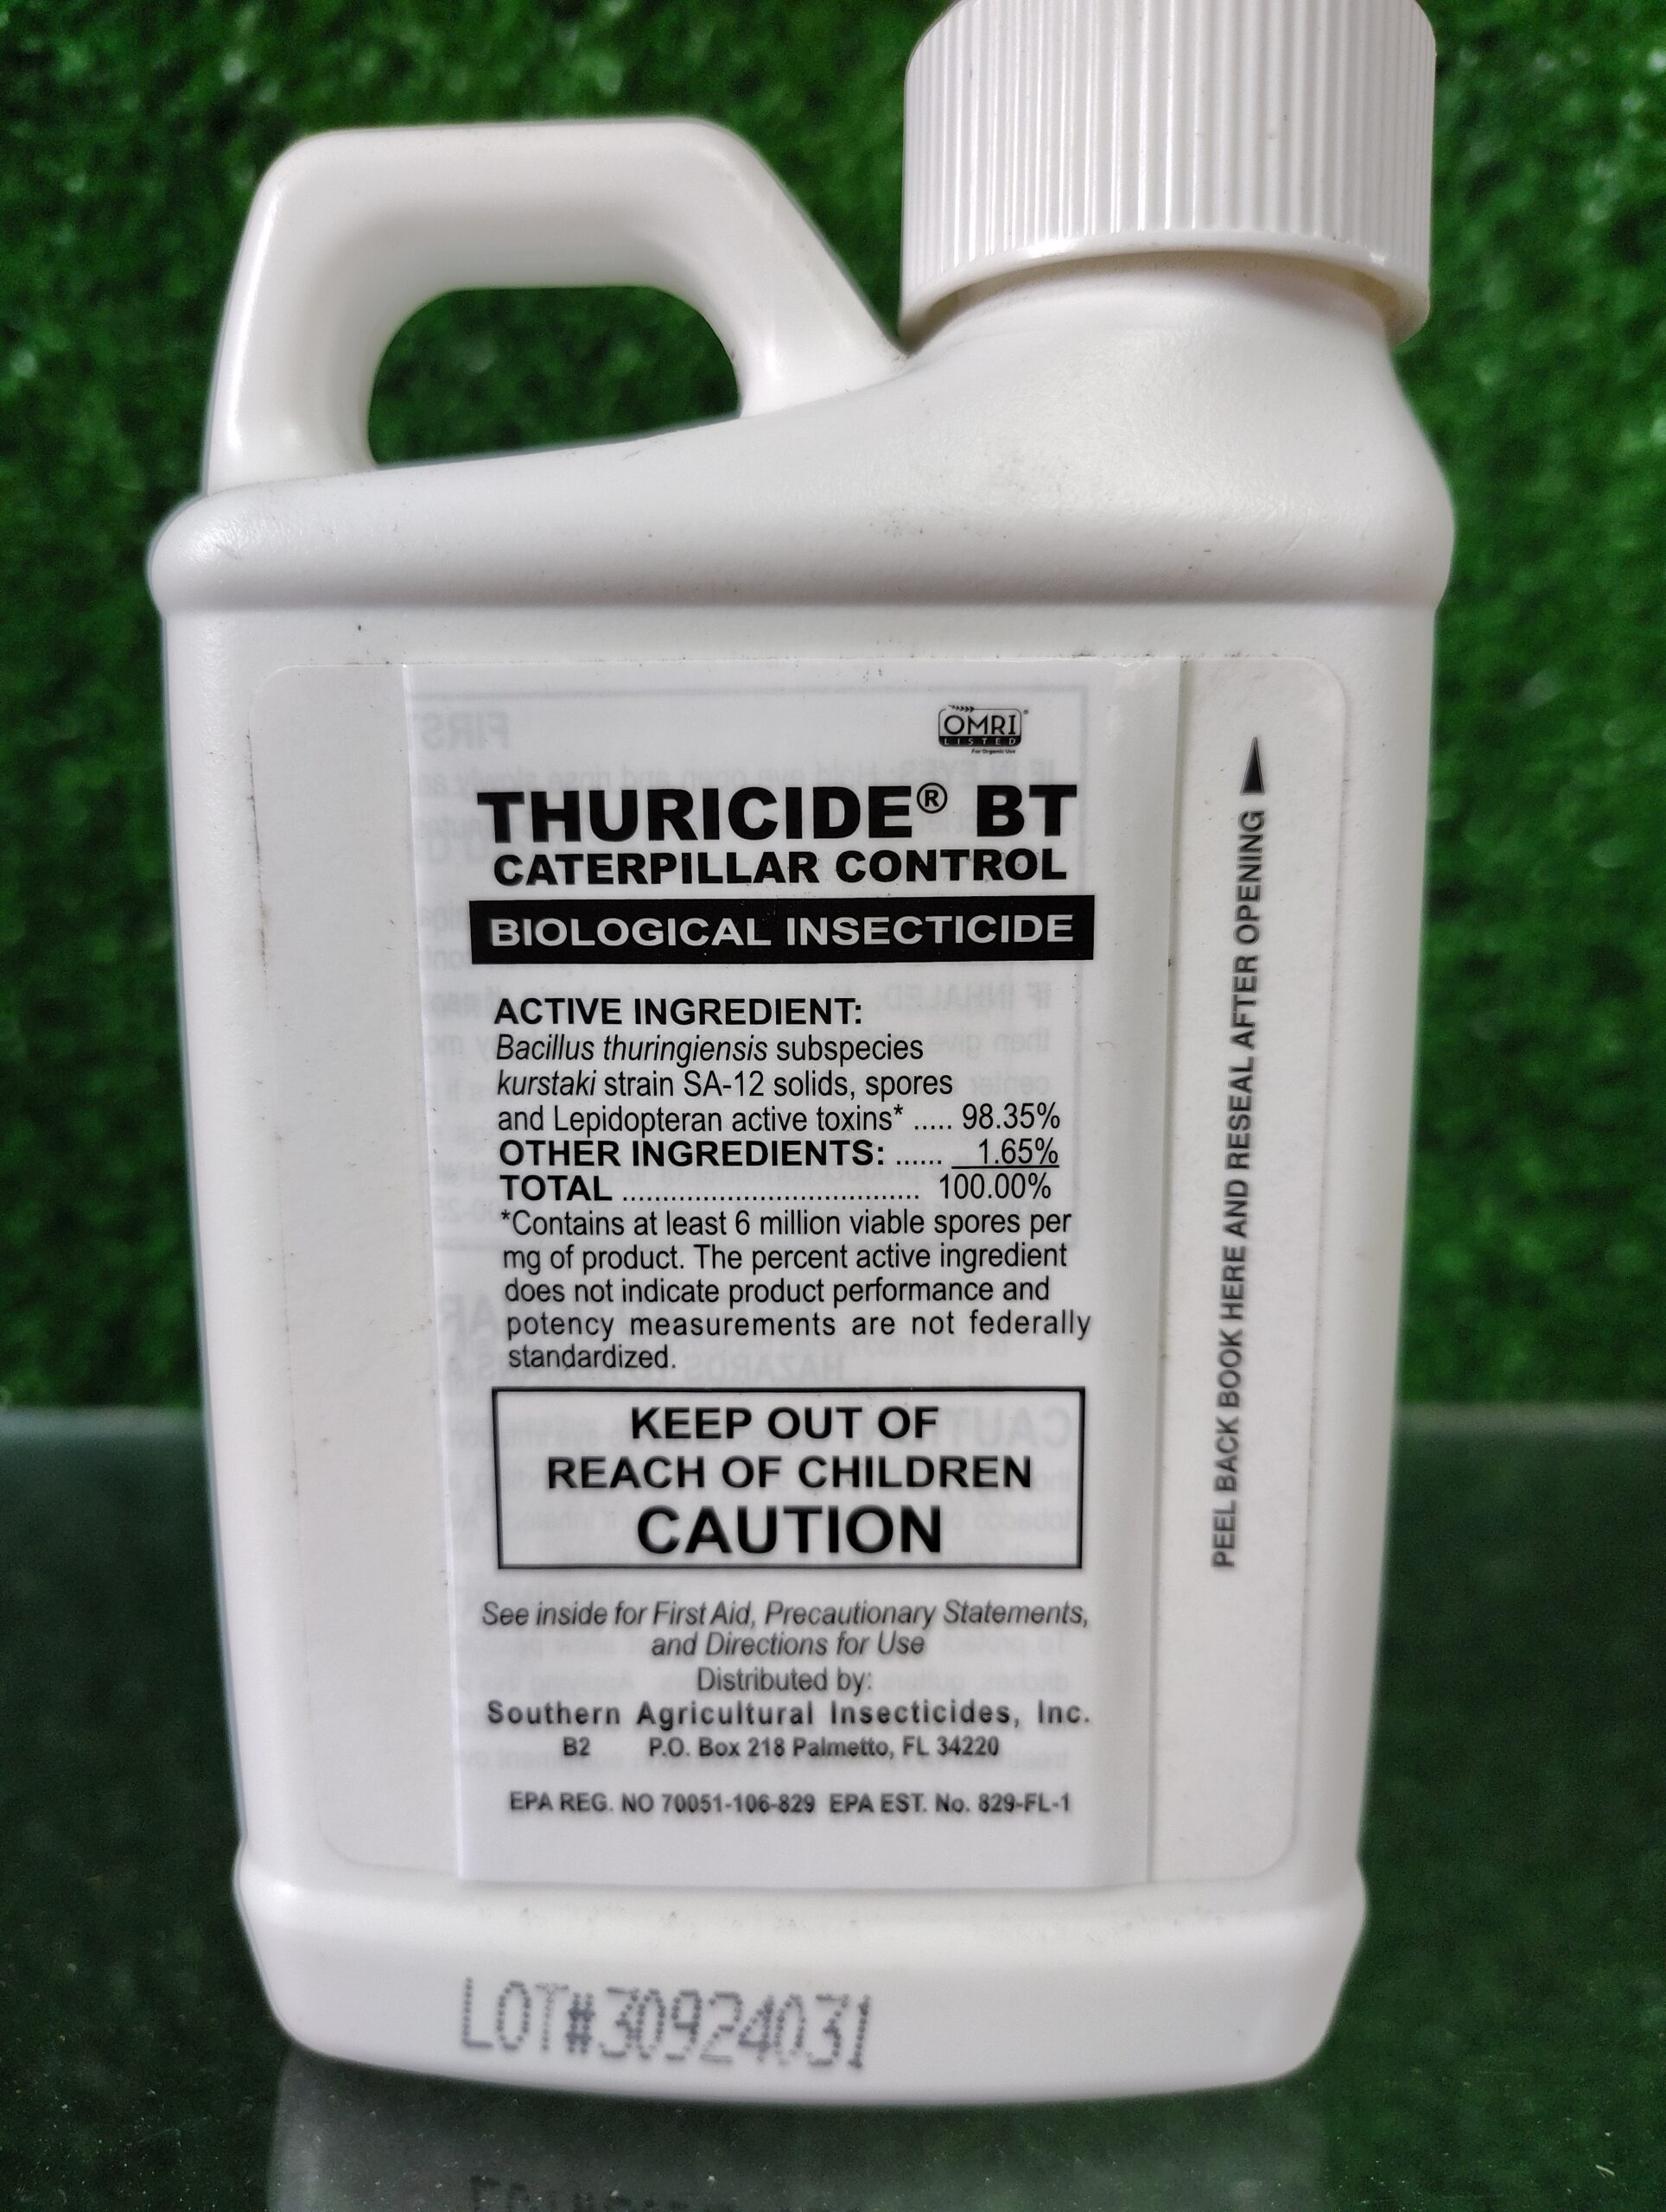 OMRI®
LISTED
For Organic Use
THURICIDE® BT
CATERPILLAR CONTROL
BIOLOGICAL INSECTICIDE
ACTIVE INGREDIENT:
Bacillus thuringiensis subspecies
kurstaki strain SA-12 solids, spores
and Lepidopteran active toxins* ..... 98.35%
OTHER INGREDIENTS: ...... 1.65%
TOTAL .................................... 100.00%
*Contains at least 6 million viable spores per
mg of product. The percent active ingredient
does not indicate product performance and
potency measurements are not federally
standardized.
KEEP OUT OF
REACH OF CHILDREN
CAUTION
See inside for First Aid, Precautionary Statements,
and Directions for Use
Distributed by:
Southern Agricultural Insecticides, Inc.
B2 P.O. Box 218 Palmetto, FL 34220
EPA REG. NO 70051-106-829 EPA EST. No. 829-FL-1
PEEL BACK BOOK HERE AND RESEAL AFTER OPENING
LOT#30924031